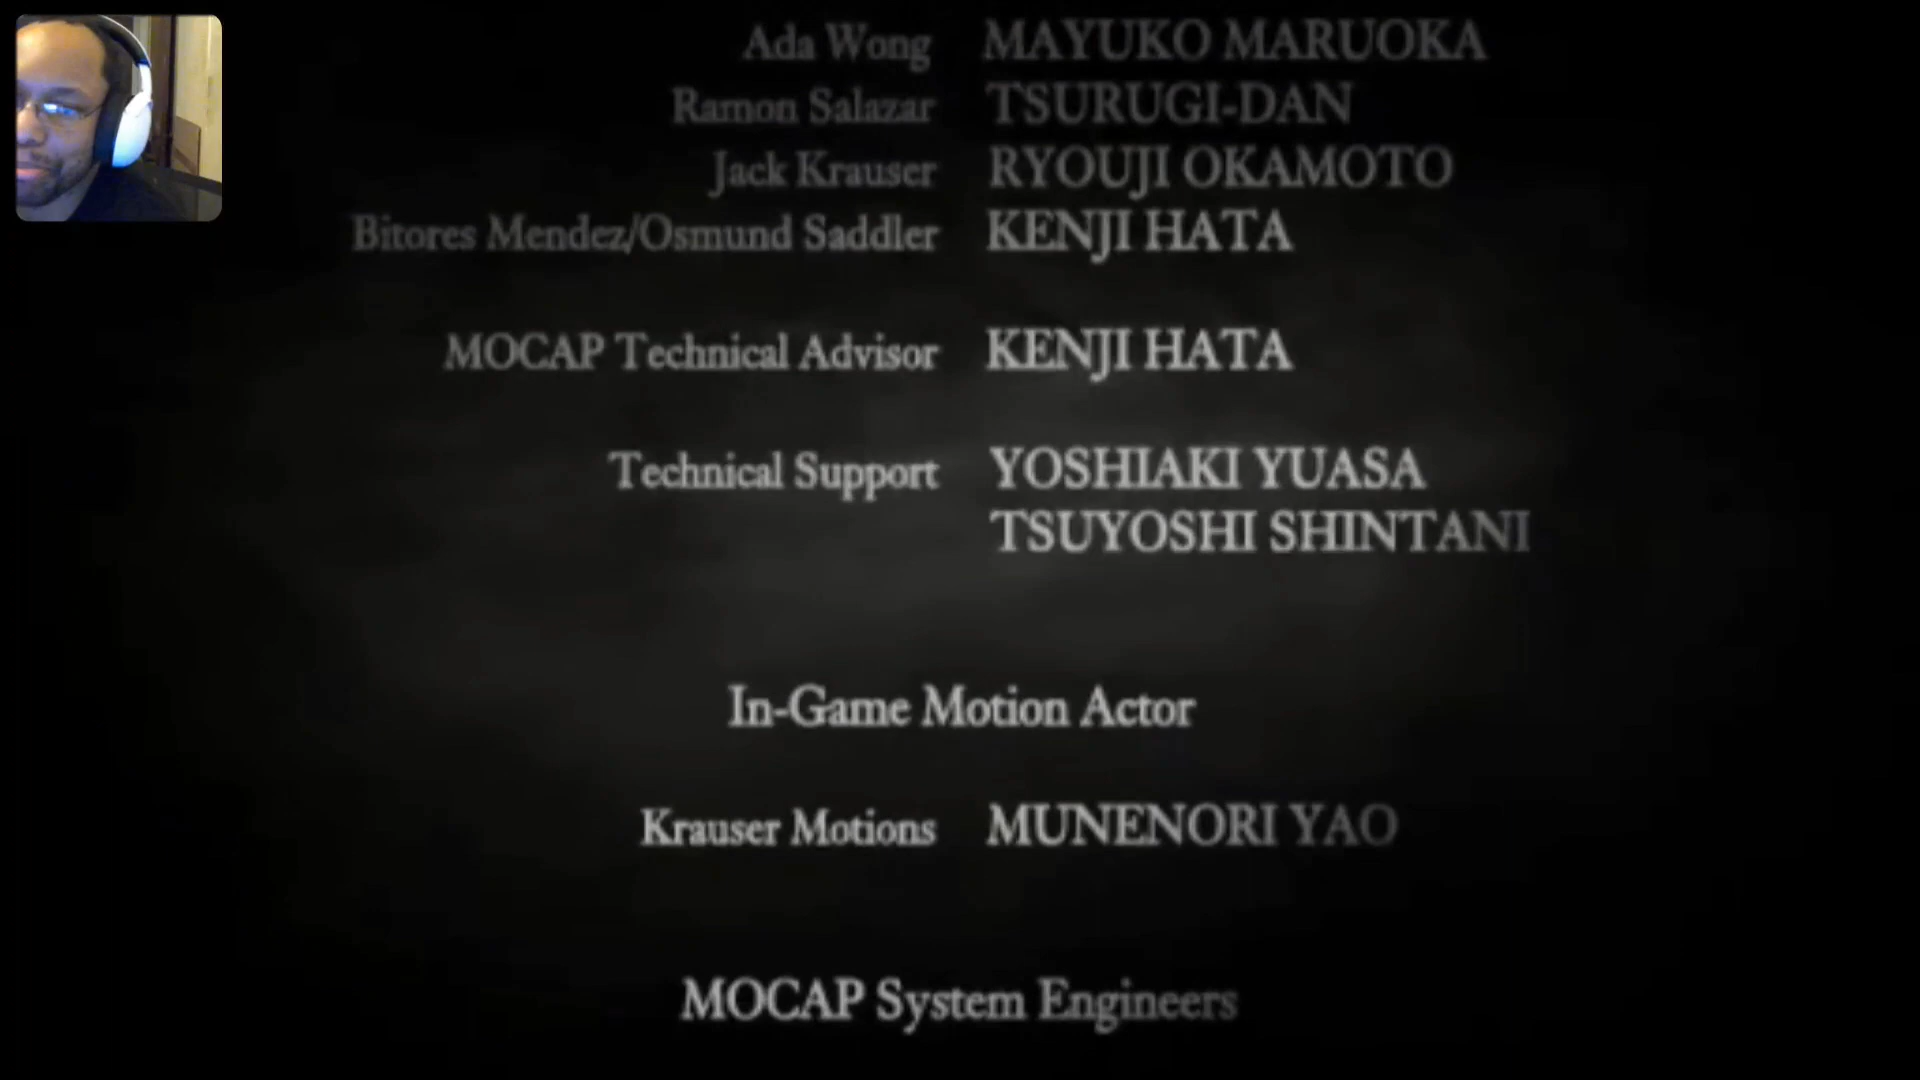 Ada Wong MAYUKO MARUOKA
Ramon Salazar TSURUGI-DAN
Jack Krauser RYOUJI OKAMOTO
Bitores Mendez/Osmund Saddler KENJI HATA
MOCAP Technical Advisor KENJI HATA
Technical Support YOSHIAKI YUASA
TSUYOSHI SHINTANI
In-Game Motion Actor
Krauser Motions MUNENORI YAO
MOCAP System Engineers